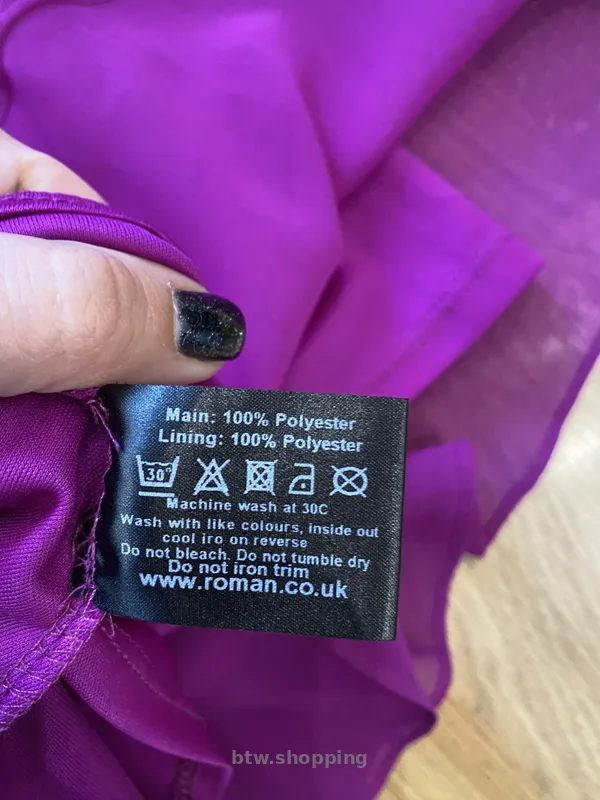 Main: 100% Polyester
Lining: 100% Polyester
30°
Machine wash at 30C
Wash with like colours, inside out
cool iro on reverse
Do not bleach. Do not tumble dry
Do not iron trim
www.roman.co.uk
btw.shopping